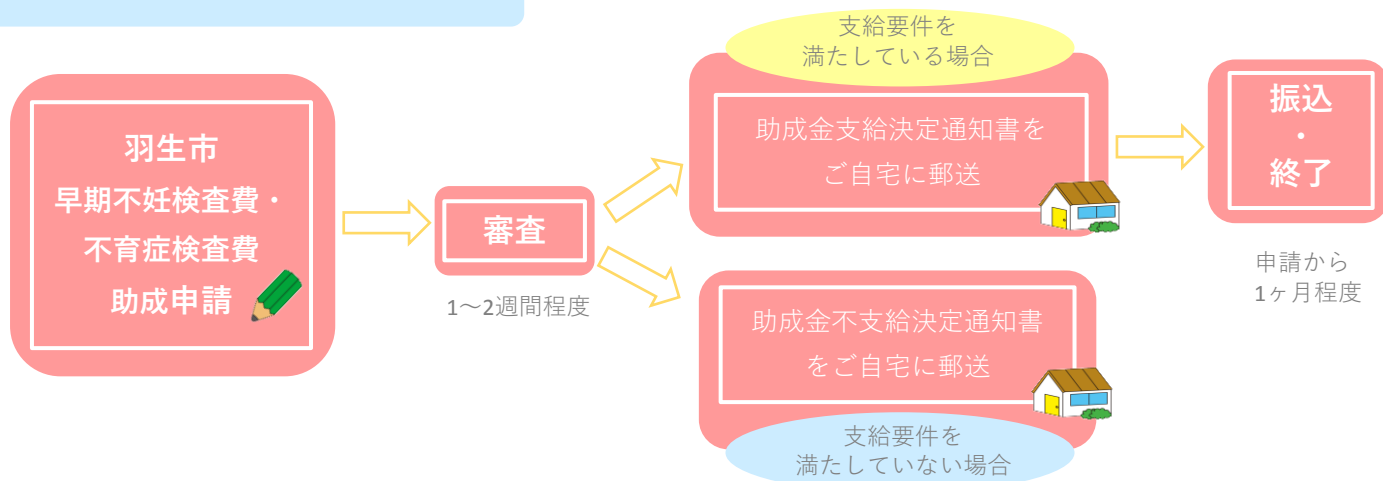 羽生市
早期不妊検査費・
不育症検査費
助成申請
審査
1～2週間程度
支給要件を
満たしている場合
助成金支給決定通知書を
ご自宅に郵送
助成金不支給決定通知書
をご自宅に郵送
支給要件を
満たしていない場合
振込
・
終了
申請から
1ヶ月程度